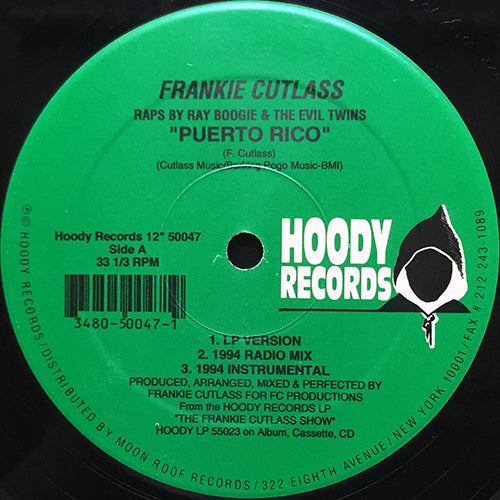 FRANKIE CUTLASS
RAPS BY RAY BOOGIE & THE EVIL TWINS
"PUERTO RICO"
(F. Cutlass)
(Cutlass Music/Barking Pogo Music-BMI)
Hoody Records 12" 50047
Side A
33 1/3 RPM
3480-50047-1
HOODY
RECORDS
1. LP VERSION
2. 1994 RADIO MIX
3. 1994 INSTRUMENTAL
PRODUCED, ARRANGED, MIXED & PERFECTED BY
FRANKIE CUTLASS FOR FC PRODUCTIONS
From the HOODY RECORDS LP
"THE FRANKIE CUTLASS SHOW"
HOODY LP 55023 on Album, Cassette, CD
℗© HOODY RECORDS/DISTRIBUTED BY MOON ROOF RECORDS/322 EIGHTH AVENUE/NEW YORK 10001/FAX # 212 243-1089